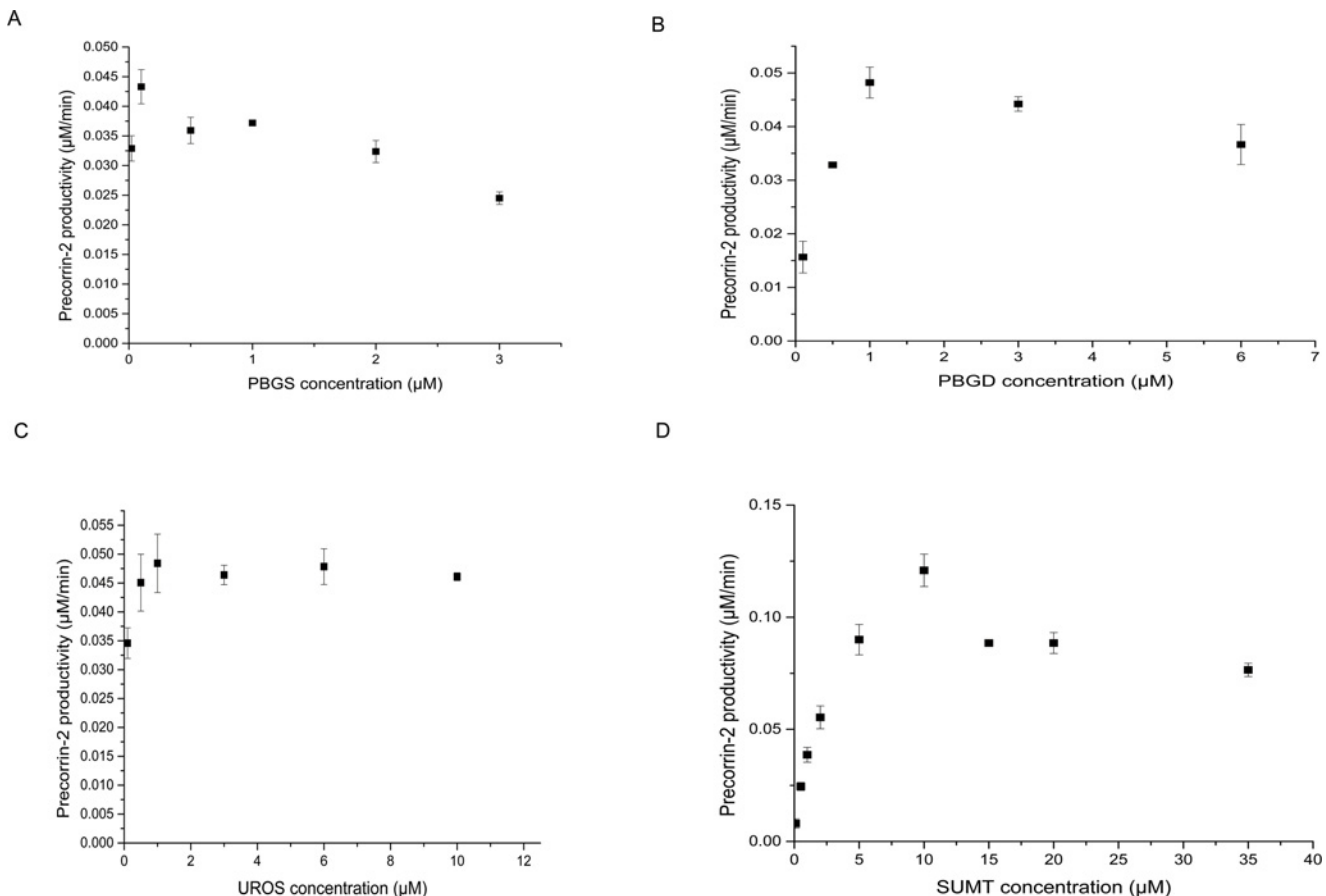 A
0.050
0.045
0.040
0.035
0.030
0.025
0.020
0.015
0.010
0.005
0.000
Precorrin-2 productivity (µM/min)
0 1 2 3
PBGS concentration (µM)
B
0.05
0.04
0.03
0.02
0.01
0.00
Precorrin-2 productivity (µM/min)
0 1 2 3 4 5 6 7
PBGD concentration (µM)
C
0.055
0.050
0.045
0.040
0.035
0.030
0.025
0.020
0.015
0.010
0.005
0.000
Precorrin-2 productivity (µM/min)
0 2 4 6 8 10 12
UROS concentration (µM)
D
0.15
0.10
0.05
0.00
Precorrin-2 productivity (µM/min)
0 5 10 15 20 25 30 35 40
SUMT concentration (µM)